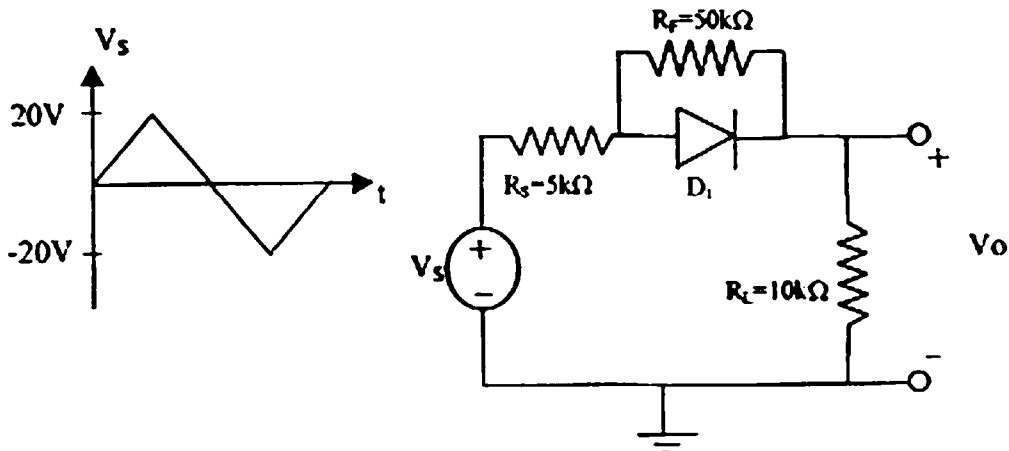 Vs
20V
-20V
t
RF=50kΩ
Rs=5kΩ
D1
Vs
+
−
RL=10kΩ
+
Vo
−